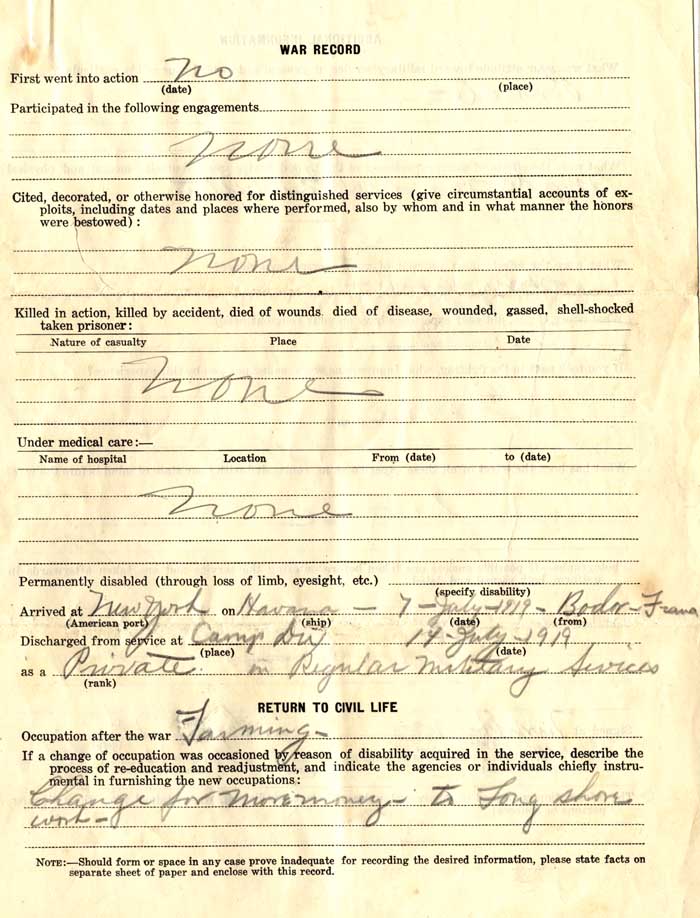 WAR RECORD
First went into action No
(date) (place)
Participated in the following engagements
None
Cited, decorated, or otherwise honored for distinguished services (give circumstantial accounts of ex-
ploits, including dates and places where performed, also by whom and in what manner the honors
were bestowed) :
None
Killed in action, killed by accident, died of wounds died of disease, wounded, gassed, shell-shocked
taken prisoner:
Nature of casualty Place Date
None
Under medical care:—
Name of hospital Location From (date) to (date)
None
Permanently disabled (through loss of limb, eyesight, etc.)
(specify disability)
Arrived at New York on Havana — 7 - July - 1919 - Bodor - Frana
(American port) (ship) (date) (from)
Discharged from service at Camp Dix 14 - July - 1919
(place) (date)
as a Private. in Regular Military Sivices
(rank)
RETURN TO CIVIL LIFE
Occupation after the war Farming -
If a change of occupation was occasioned by reason of disability acquired in the service, describe the
process of re-education and readjustment, and indicate the agencies or individuals chiefly instru-
mental in furnishing the new occupations:
Change for more money - to Long shore
work -
NOTE:—Should form or space in any case prove inadequate for recording the desired information, please state facts on
separate sheet of paper and enclose with this record.